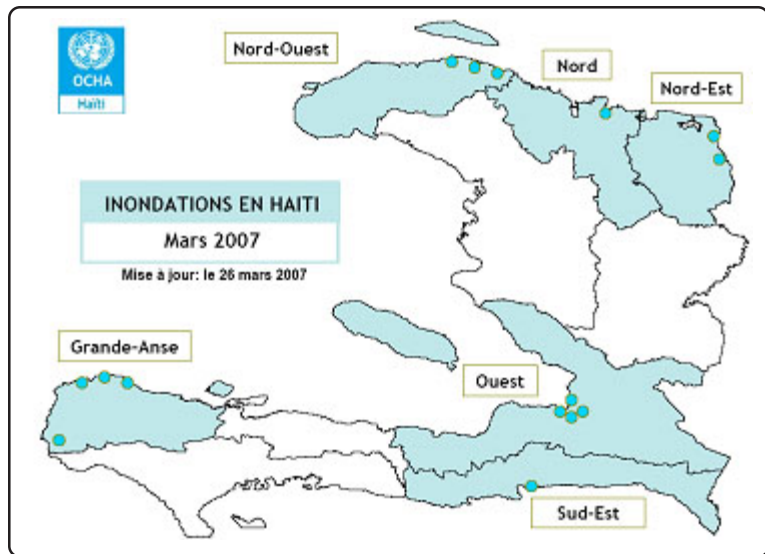 OCHA
Haïti
Nord-Ouest
Nord
Nord-Est
INONDATIONS EN HAITI
Mars 2007
Mise à jour: le 26 mars 2007
Grande-Anse
Ouest
Sud-Est